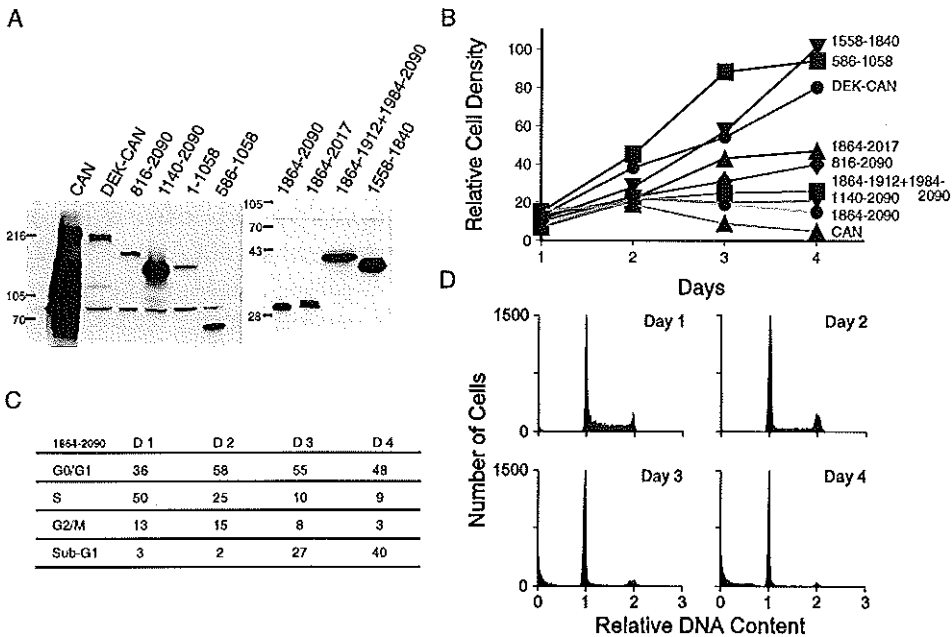 A
CAN
DEK-CAN
816-2090
1140-2090
1-1058
586-1058
216
105
70
1864-2090
1864-2017
1864-1912+1984-2090
1558-1840
105
70
43
28
B
Relative Cell Density
100
80
60
40
20
0
1 2 3 4
Days
1558-1840
586-1058
DEK-CAN
1864-2017
816-2090
1864-1912+1984-
2090
1140-2090
1864-2090
CAN
C
1864-2090 D 1 D 2 D 3 D 4
G0/G1 36 58 55 48
S 50 25 10 9
G2/M 13 15 8 3
Sub-G1 3 2 27 40
D
Number of Cells
1500
0
Day 1
Day 2
1500
0
Day 3
Day 4
0 1 2 3
0 1 2 3
Relative DNA Content